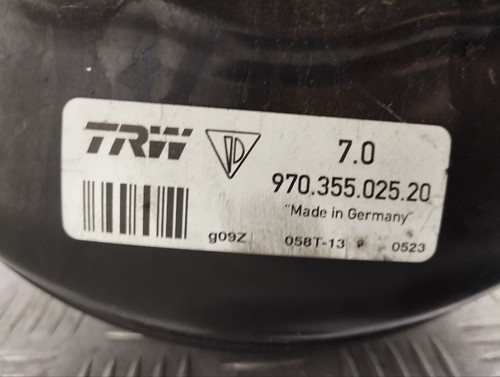 TRW 7.0
970.355.025.20
"Made in Germany"
g09Z 058T-13 0523